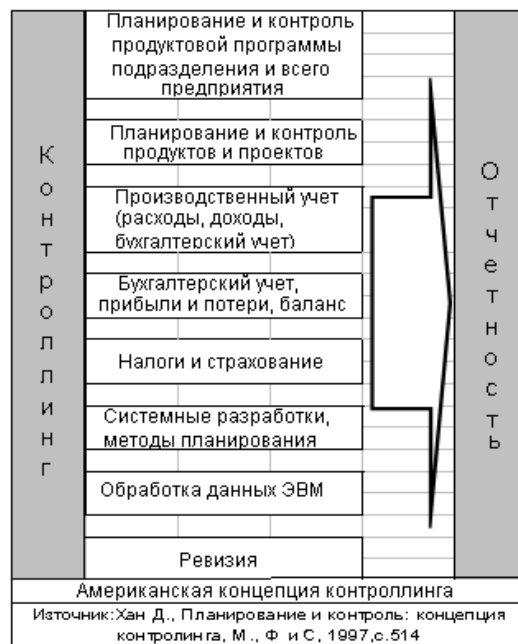 Контроллинг
Планирование и контроль
продуктовой программы
подразделения и всего
предприятия
Планирование и контроль
продуктов и проектов
Производственный учет
(расходы, доходы,
бухгалтерский учет)
Бухгалтерский учет,
прибыли и потери, баланс
Налоги и страхование
Системные разработки,
методы планирования
Обработка данных ЭВМ
Ревизия
Отчетность
Американская концепция контроллинга
Източник:Хан Д., Планирование и контроль: концепция
контролинга, М., Ф и С, 1997,с.514